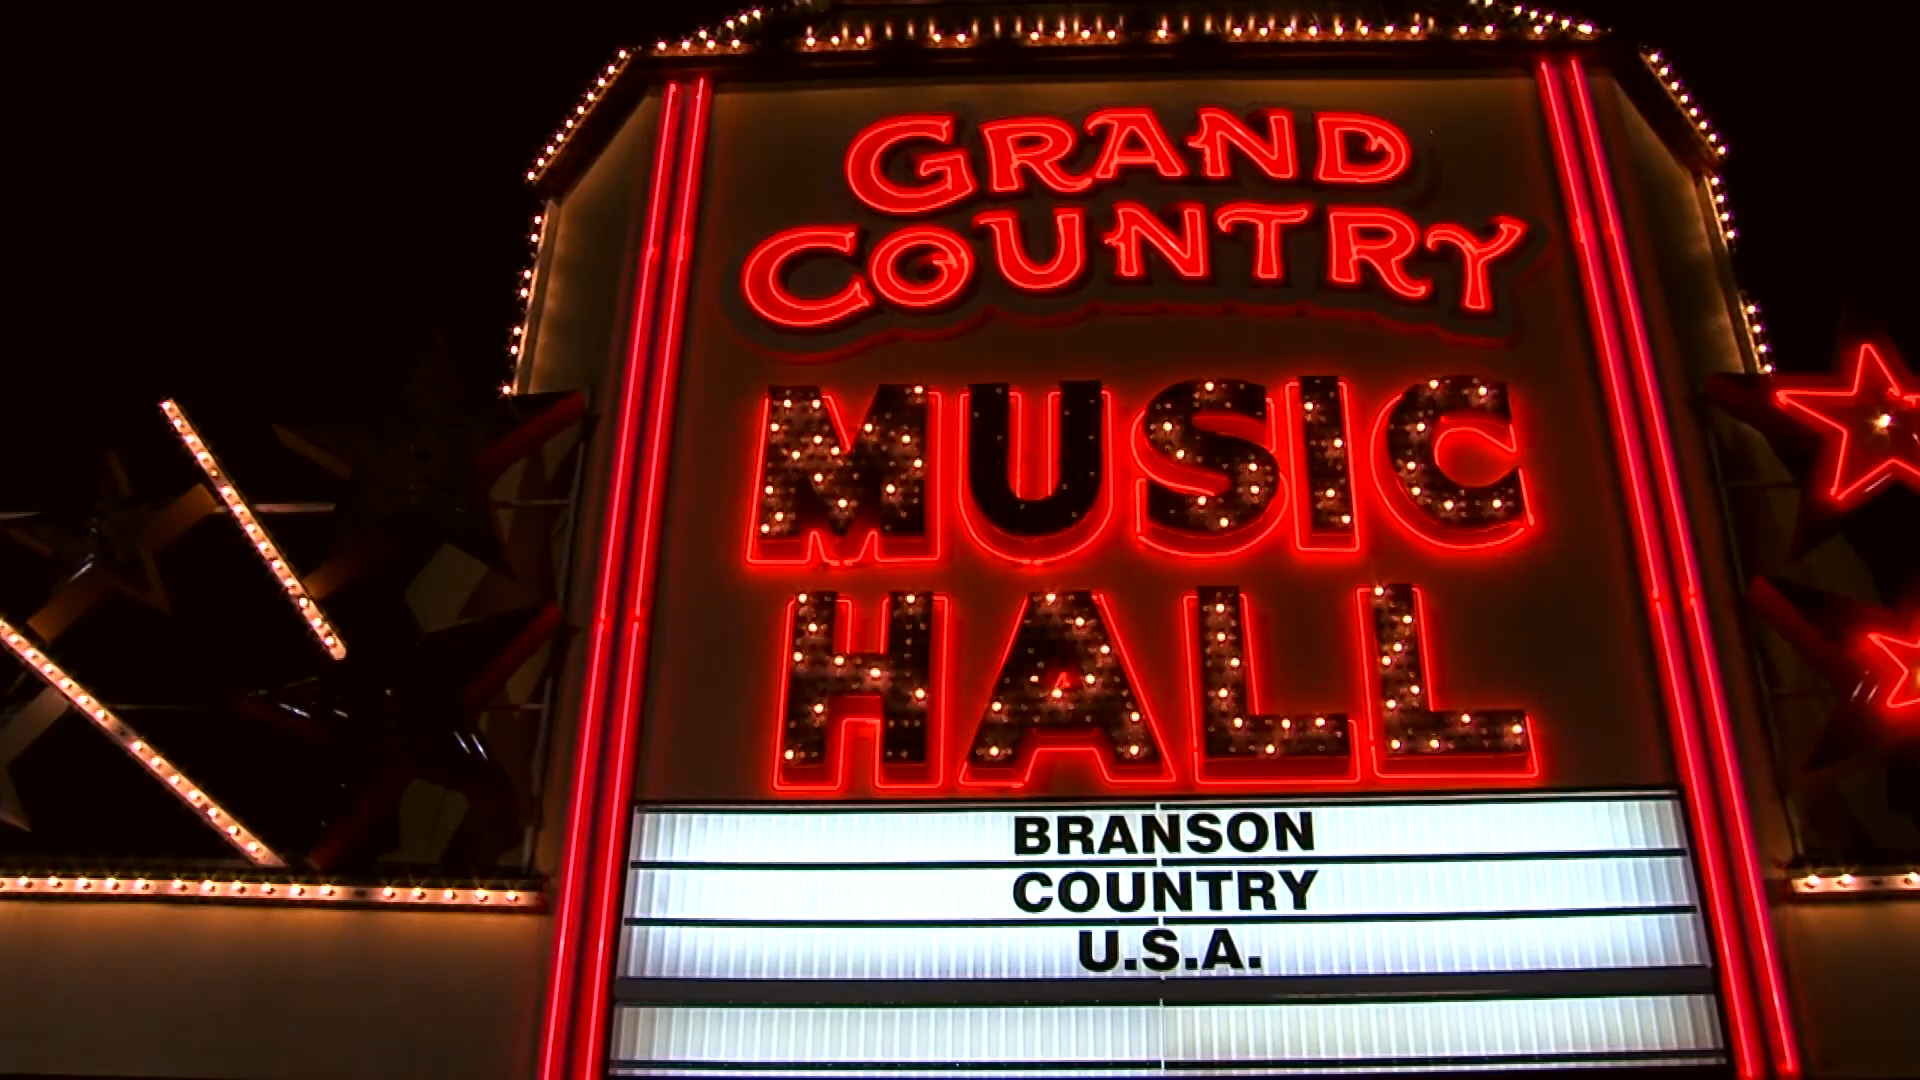 GRAND
COUNTRY
MUSIC
HALL
BRANSON
COUNTRY
U.S.A.